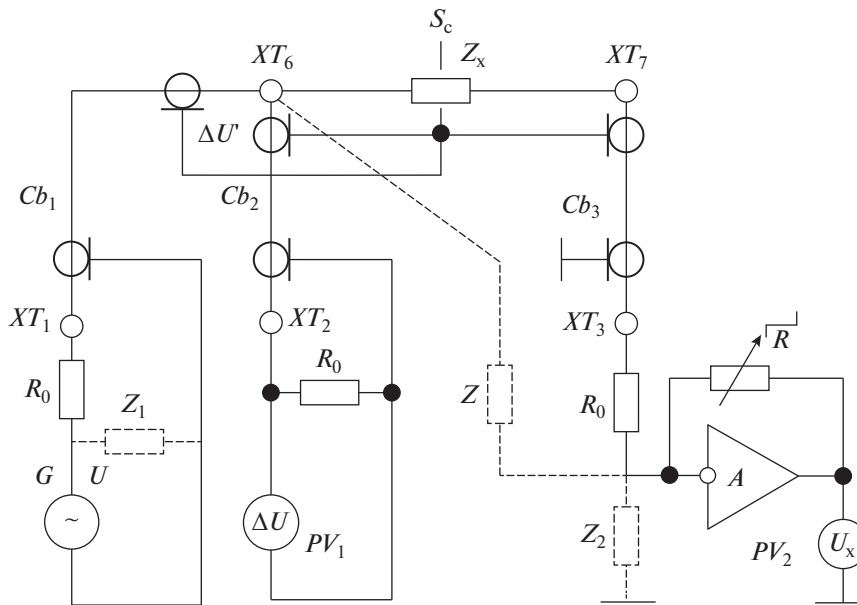 S_c
XT_6 Z_x XT_7
ΔU'
Cb_1 Cb_2 Cb_3
XT_1 XT_2 XT_3
R_0 R
R_0 Z R_0
Z_1
G U A
~ ΔU Z_2 U_x
PV_1 PV_2